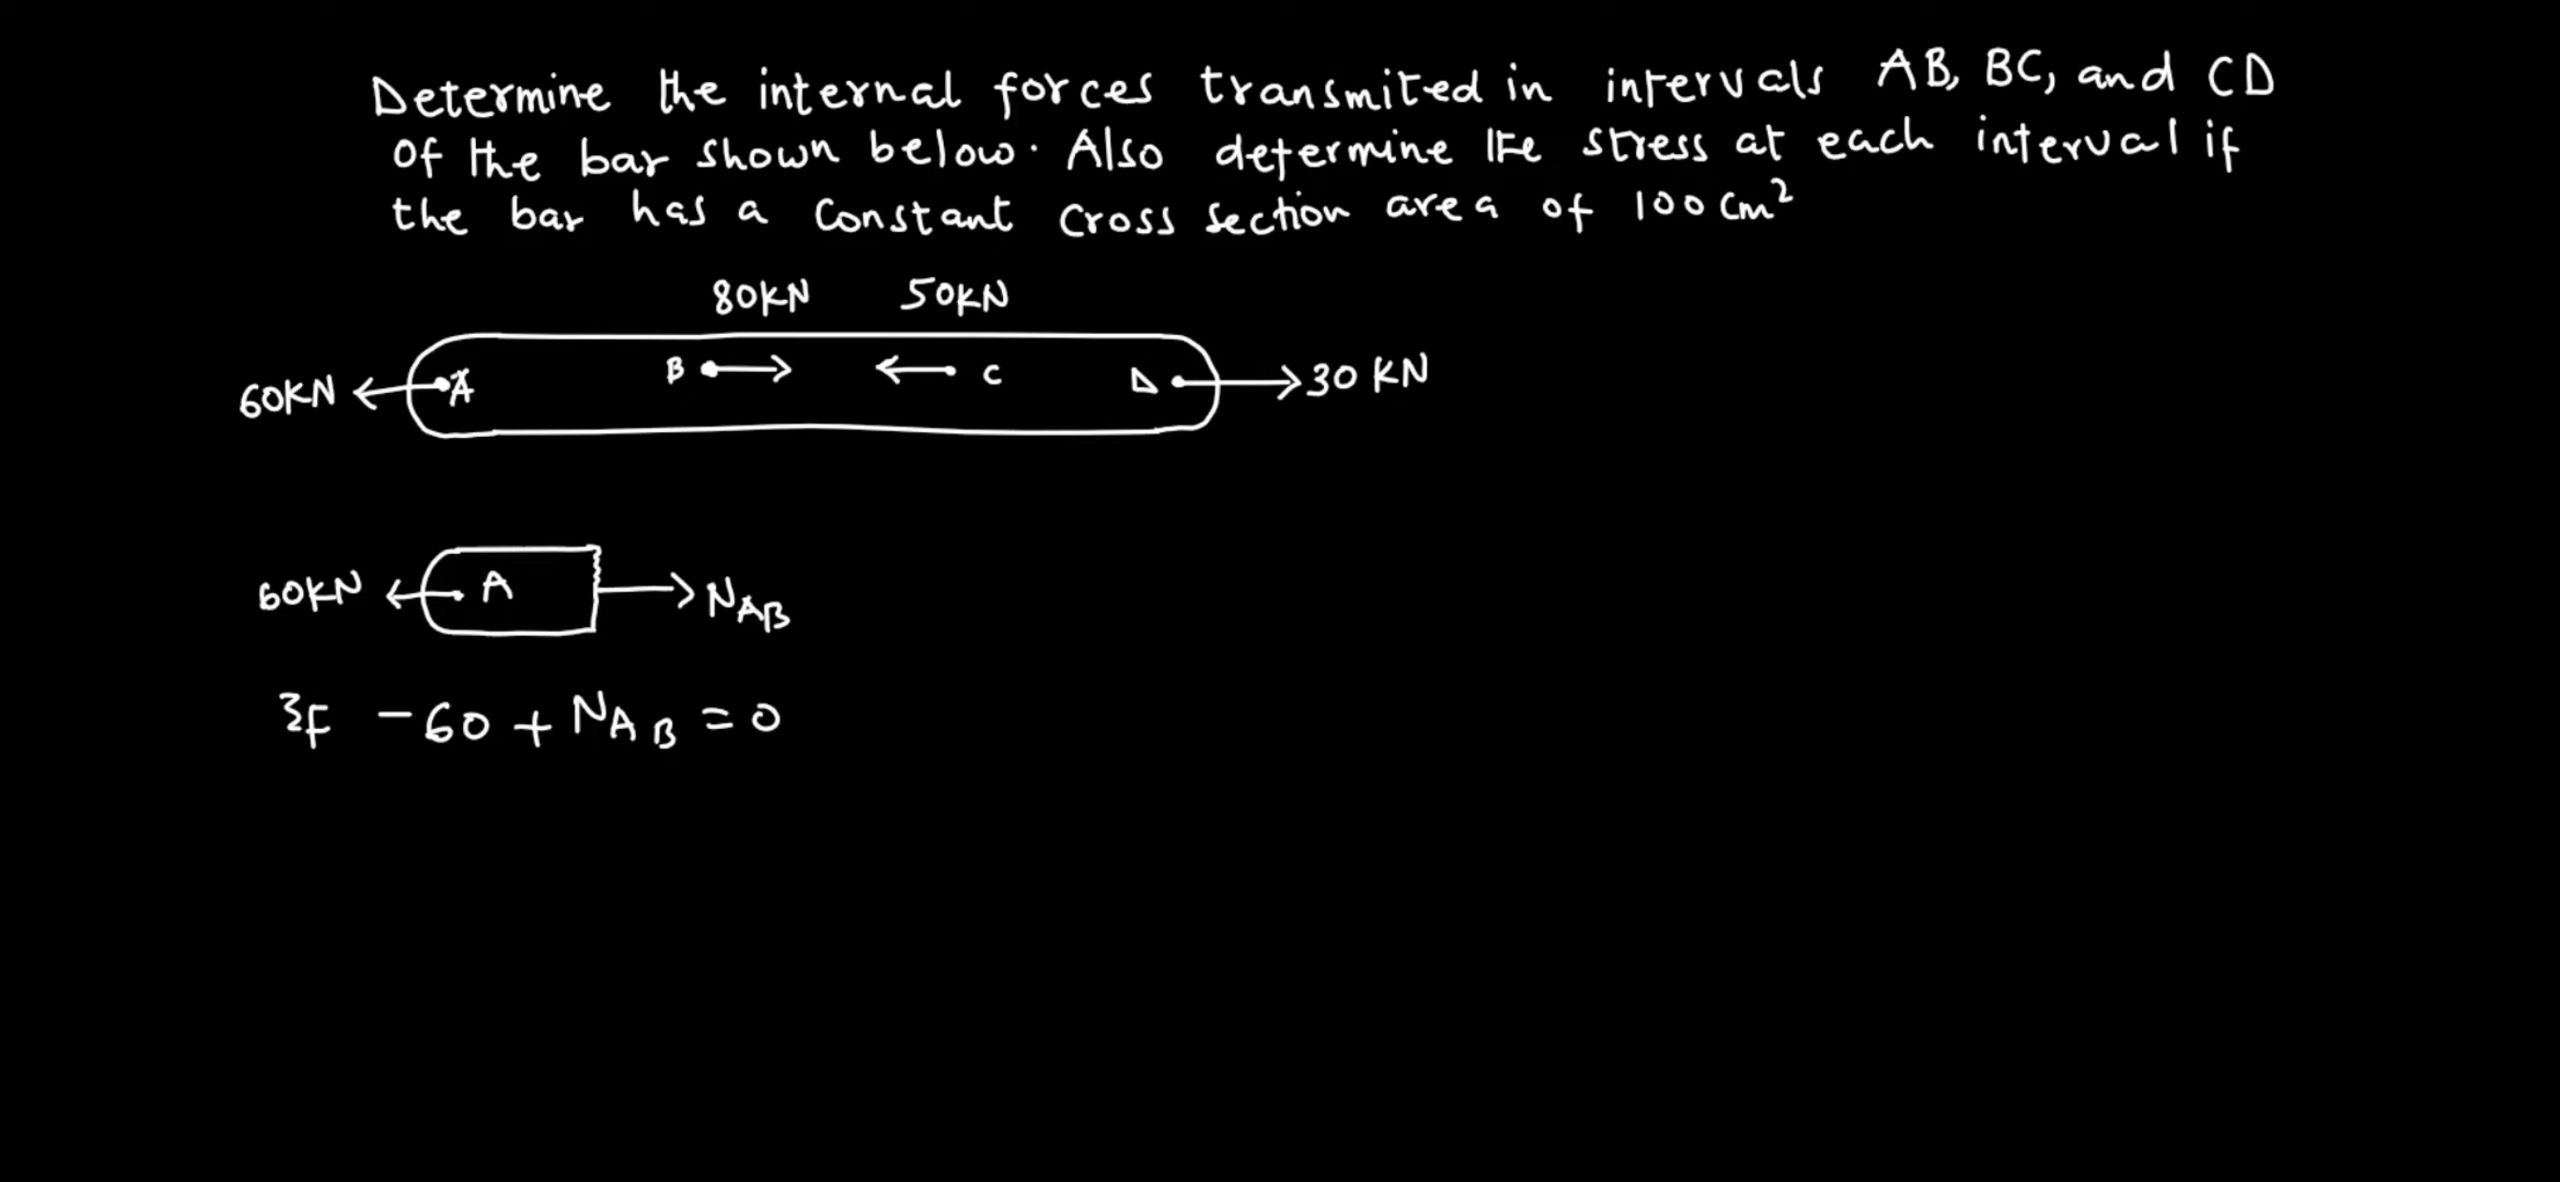 Determine the internal forces transmited in intervals AB, BC, and CD
of the bar shown below. Also determine the stress at each interval if
the bar has a constant cross section area of 100 cm²
80KN 50KN
60KN A B C D 30 KN
60KN A N_AB
ΣF -60 + N_AB = 0